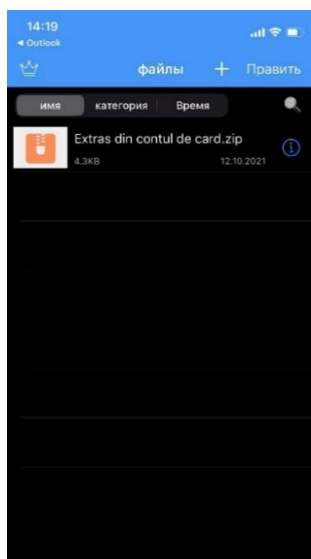 14:19
◀ Outlook
файлы + Править
имя категория Время
Extras din contul de card.zip
4.3KB 12.10.2021